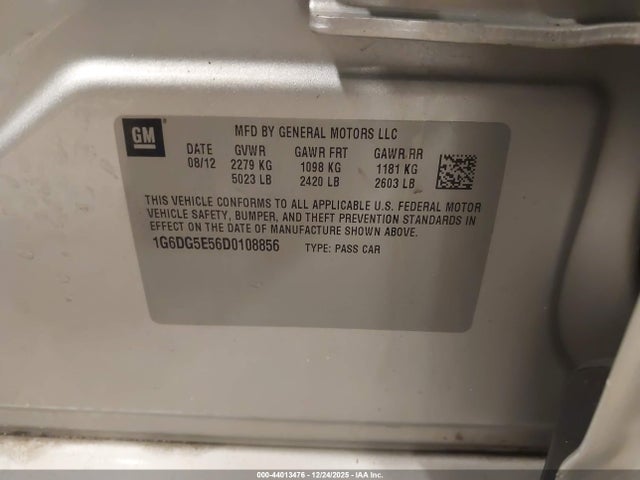 GM ®
MFD BY GENERAL MOTORS LLC
DATE GVWR GAWR FRT GAWR RR
08/12 2279 KG 1098 KG 1181 KG
5023 LB 2420 LB 2603 LB
THIS VEHICLE CONFORMS TO ALL APPLICABLE U.S. FEDERAL MOTOR
VEHICLE SAFETY, BUMPER, AND THEFT PREVENTION STANDARDS IN
EFFECT ON THE DATE OF MANUFACTURE SHOWN ABOVE.
1G6DG5E56D0108856 TYPE: PASS CAR
000-44013476 - 12/24/2025 - IAA Inc.